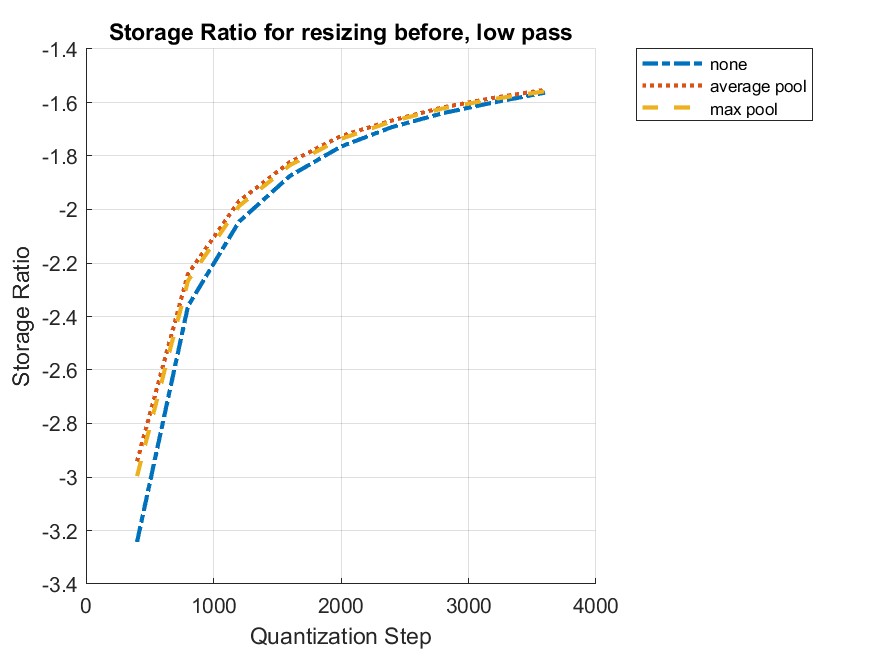 Storage Ratio for resizing before, low pass
-1.4
-1.6
-1.8
-2
-2.2
-2.4
-2.6
-2.8
-3
-3.2
-3.4
Storage Ratio
0
1000
2000
3000
4000
Quantization Step
none
average pool
max pool